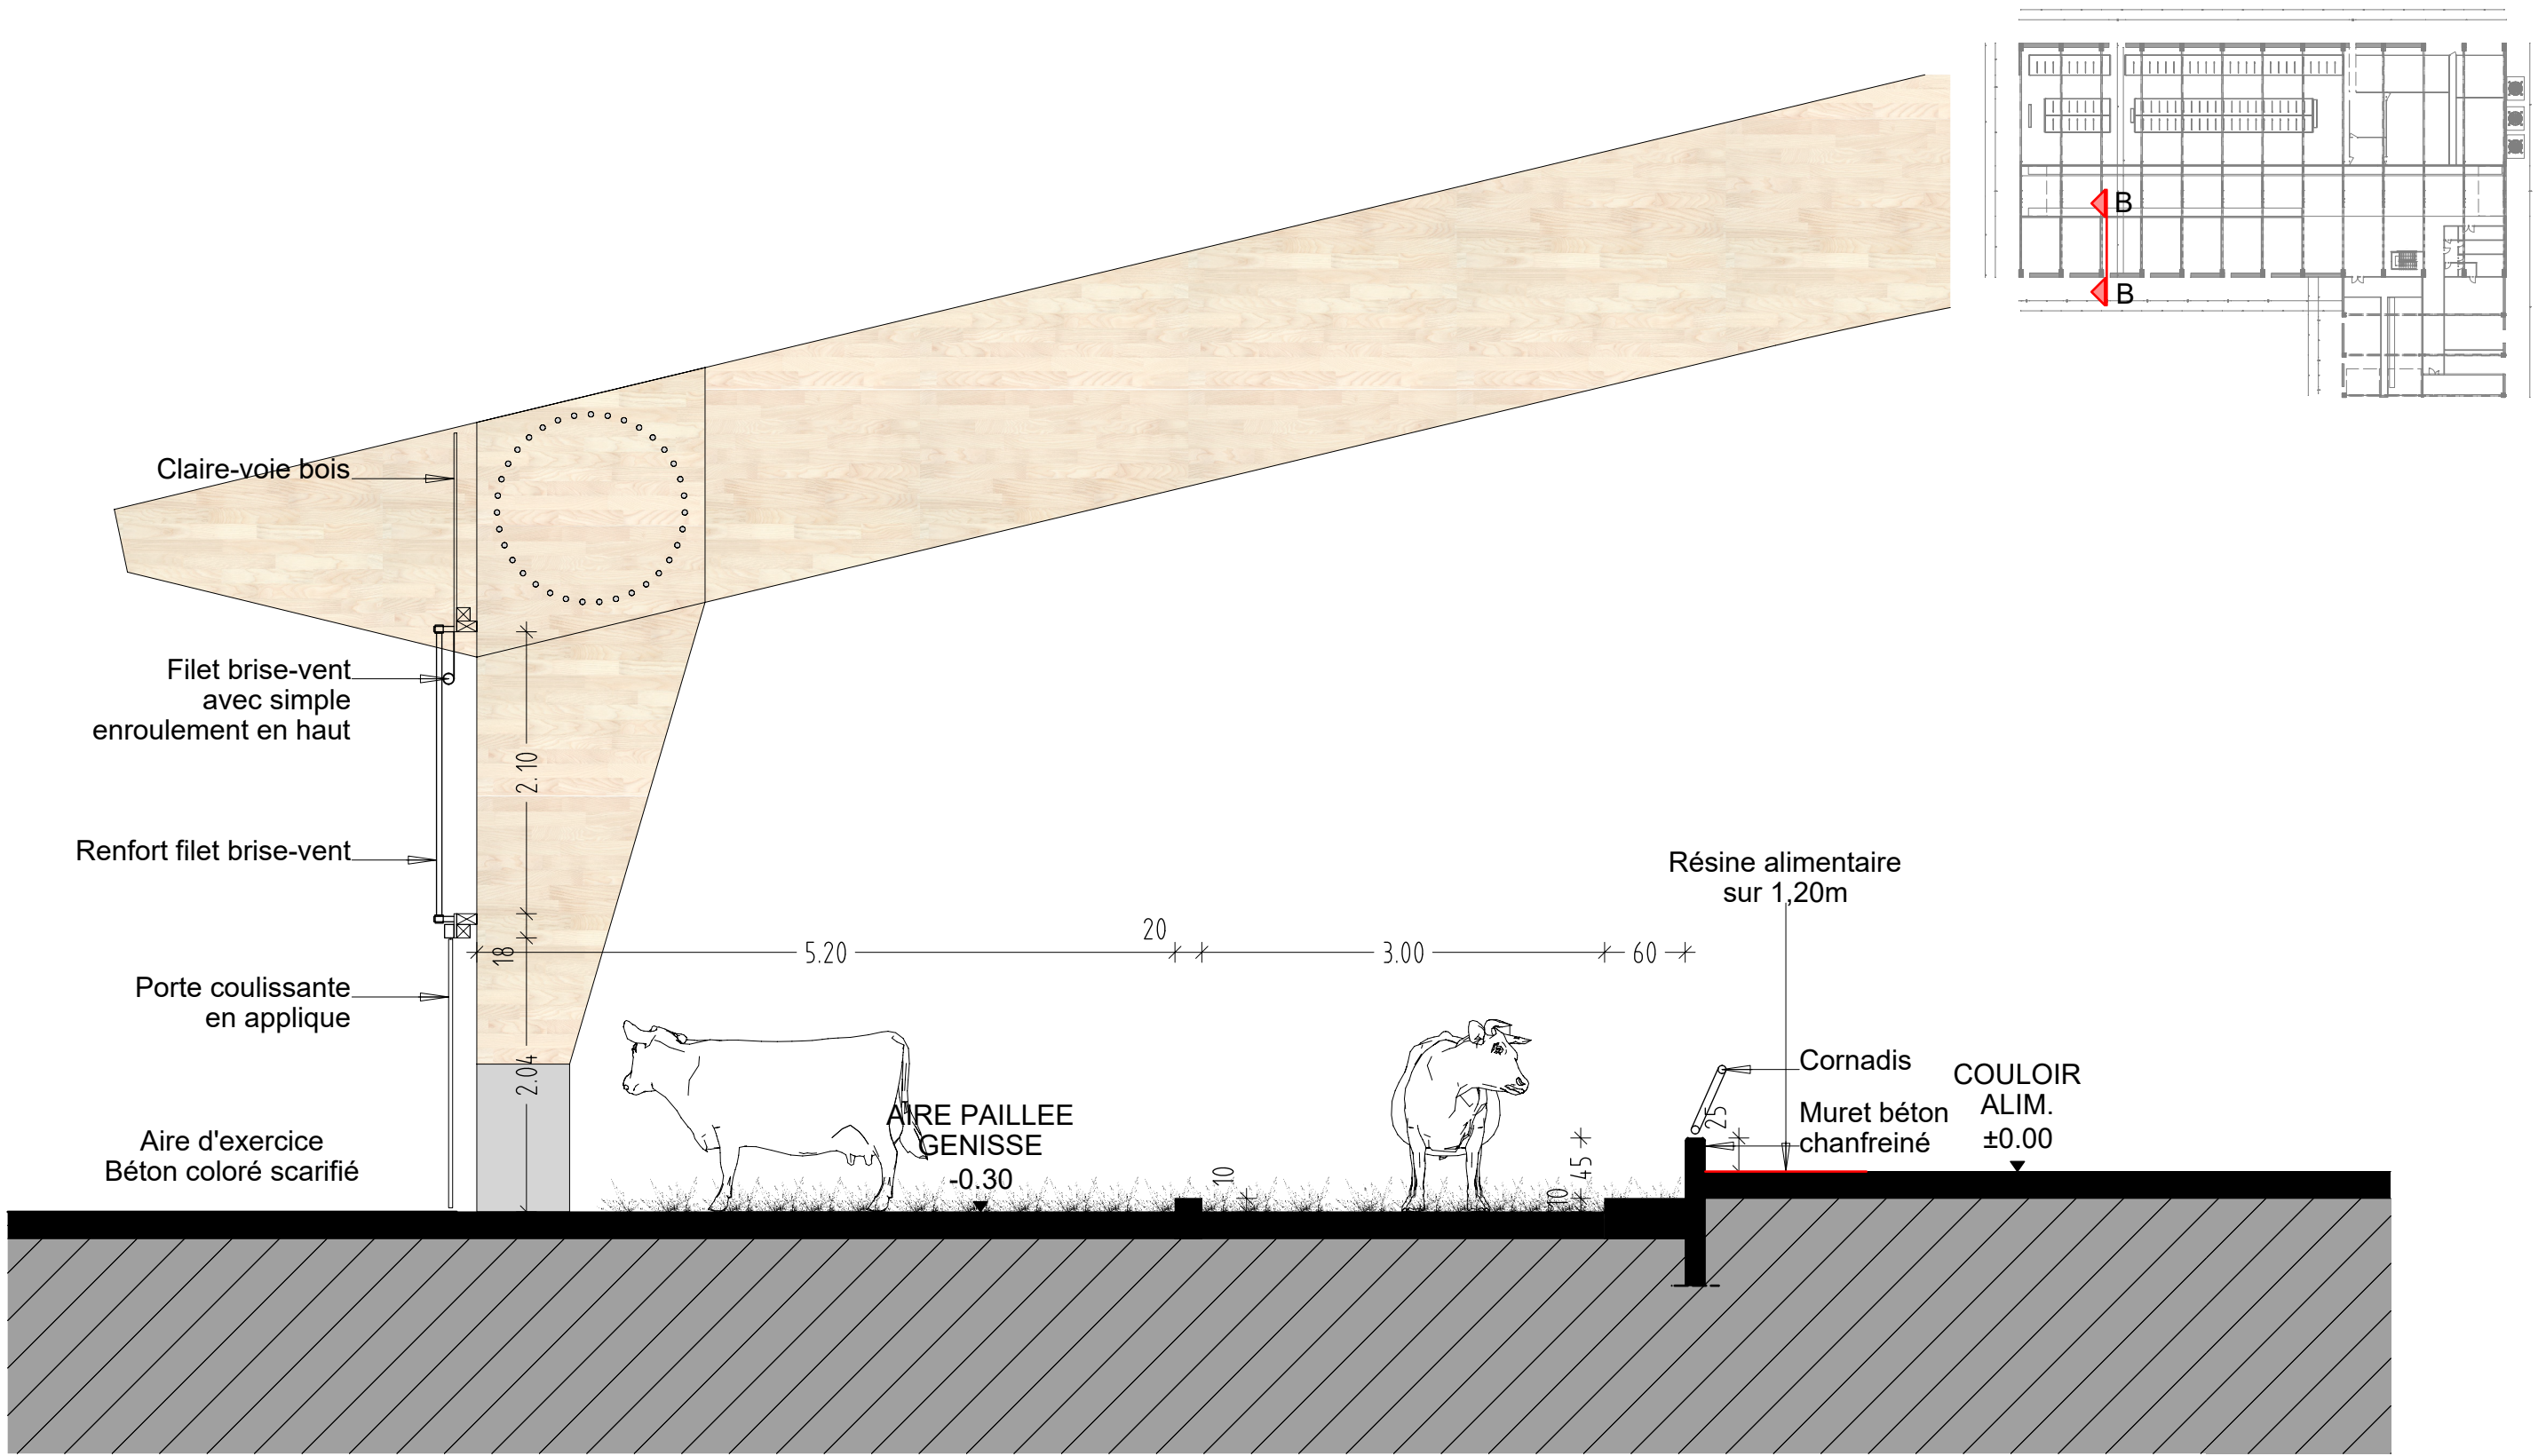 B
B
Claire-voie bois
Filet brise-vent
avec simple
enroulement en haut
2.10
Renfort filet brise-vent
Résine alimentaire
sur 1,20m
18
5.20
20
3.00
60
Porte coulissante
en applique
2.04
Cornadis
COULOIR
ALIM.
±0.00
25
Muret béton
chanfreiné
AIRE PAILLEE
GENISSE
-0.30
10
45
10
Aire d'exercice
Béton coloré scarifié